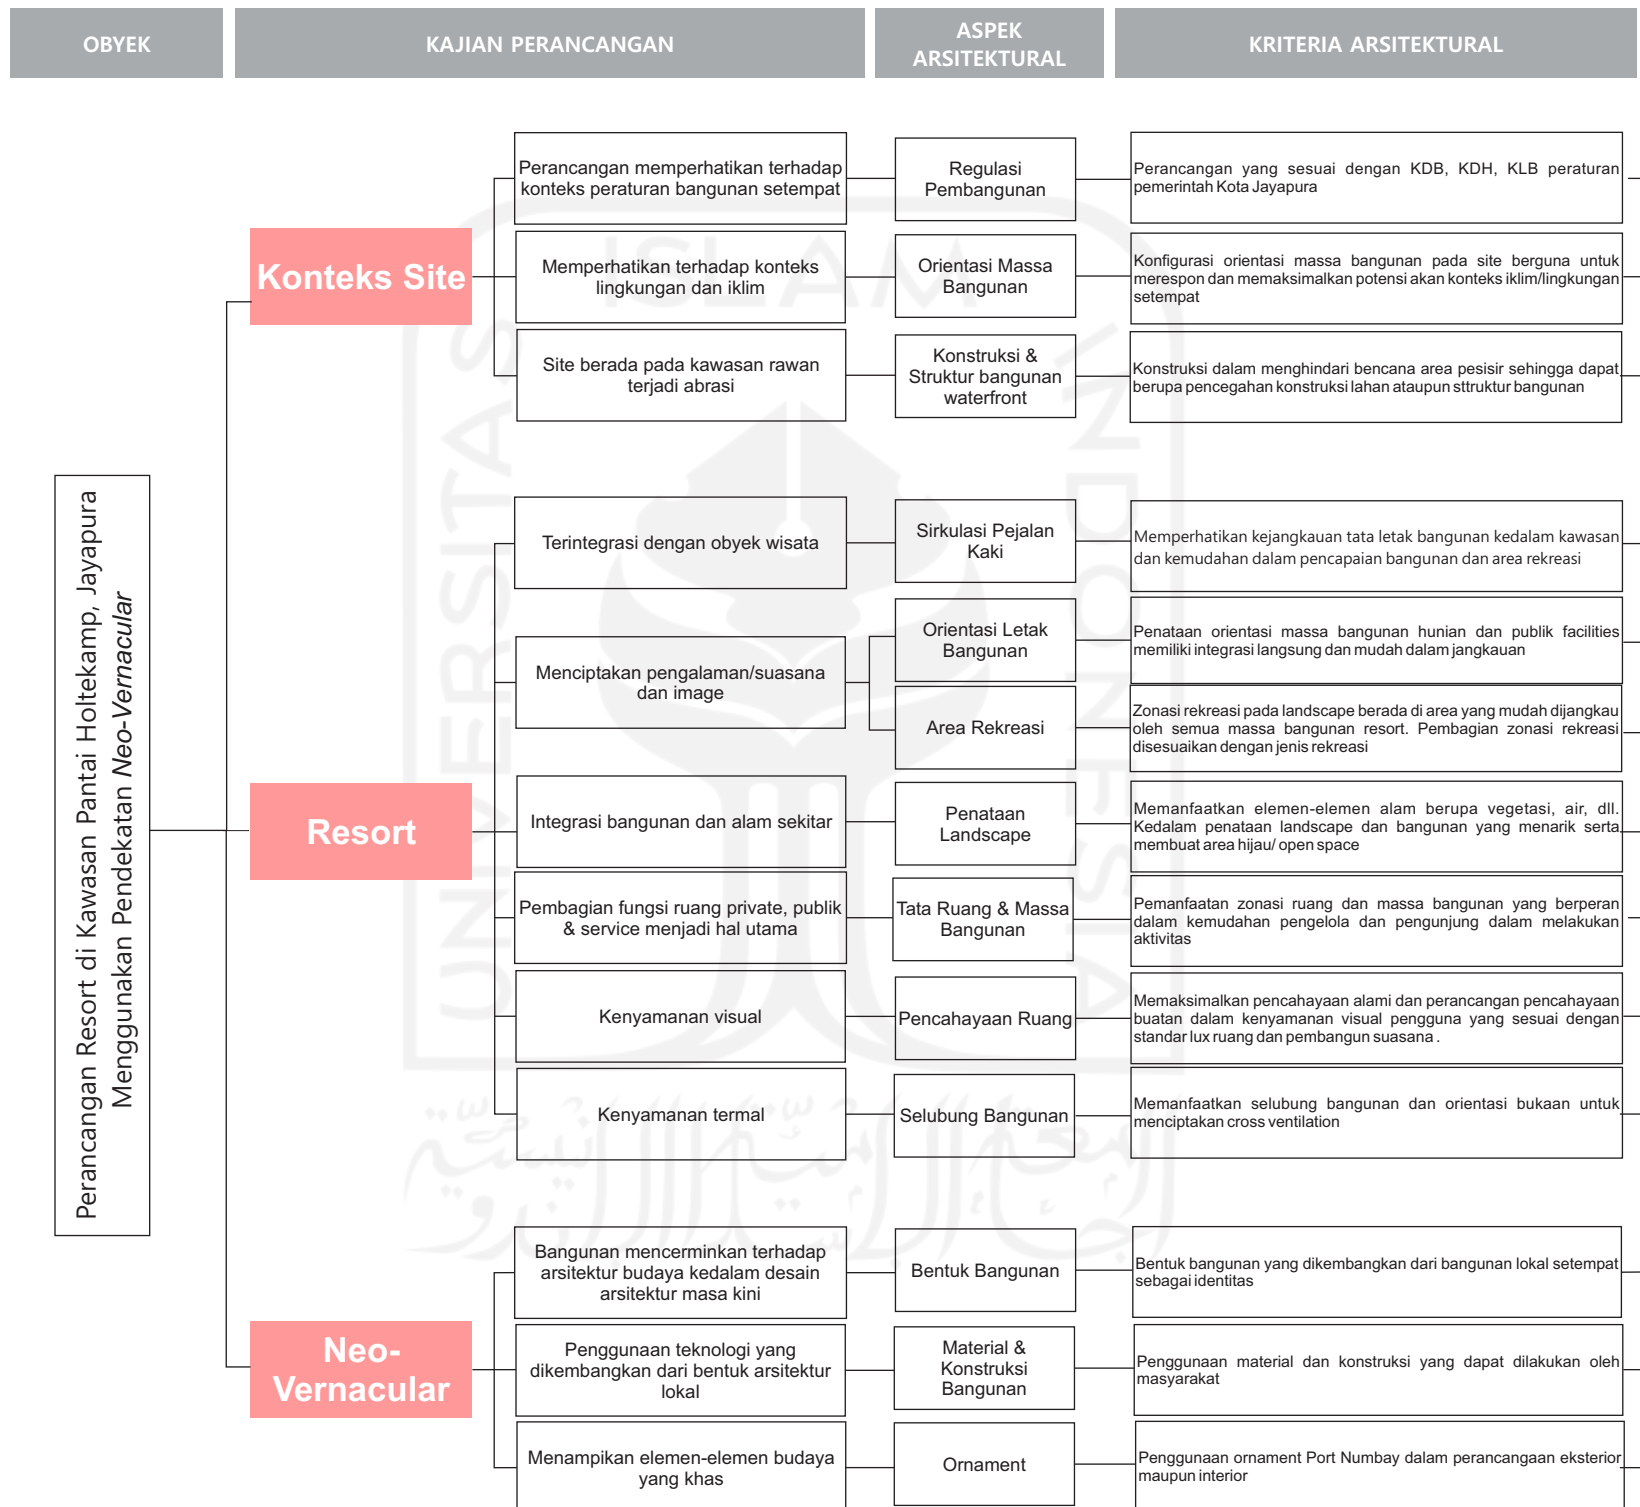 OBYEK
KAJIAN PERANCANGAN
ASPEK
ARSITEKTURAL
KRITERIA ARSITEKTURAL
Perancangan Resort di Kawasan Pantai Holtekamp, Jayapura
Menggunakan Pendekatan Neo-Vernacular
Konteks Site
Perancangan memperhatikan terhadap
konteks peraturan bangunan setempat
Regulasi
Pembangunan
Perancangan yang sesuai dengan KDB, KDH, KLB peraturan
pemerintah Kota Jayapura
Memperhatikan terhadap konteks
lingkungan dan iklim
Orientasi Massa
Bangunan
Konfigurasi orientasi massa bangunan pada site berguna untuk
merespon dan memaksimalkan potensi akan konteks iklim/lingkungan
setempat
Site berada pada kawasan rawan
terjadi abrasi
Konstruksi &
Struktur bangunan
waterfront
Konstruksi dalam menghindari bencana area pesisir sehingga dapat
berupa pencegahan konstruksi lahan ataupun sttruktur bangunan
Resort
Terintegrasi dengan obyek wisata
Sirkulasi Pejalan
Kaki
Memperhatikan kejangkauan tata letak bangunan kedalam kawasan
dan kemudahan dalam pencapaian bangunan dan area rekreasi
Menciptakan pengalaman/suasana
dan image
Orientasi Letak
Bangunan
Penataan orientasi massa bangunan hunian dan publik facilities
memiliki integrasi langsung dan mudah dalam jangkauan
Area Rekreasi
Zonasi rekreasi pada landscape berada di area yang mudah dijangkau
oleh semua massa bangunan resort. Pembagian zonasi rekreasi
disesuaikan dengan jenis rekreasi
Integrasi bangunan dan alam sekitar
Penataan
Landscape
Memanfaatkan elemen-elemen alam berupa vegetasi, air, dll.
Kedalam penataan landscape dan bangunan yang menarik serta
membuat area hijau/ open space
Pembagian fungsi ruang private, publik
& service menjadi hal utama
Tata Ruang & Massa
Bangunan
Pemanfaatan zonasi ruang dan massa bangunan yang berperan
dalam kemudahan pengelola dan pengunjung dalam melakukan
aktivitas
Kenyamanan visual
Pencahayaan Ruang
Memaksimalkan pencahayaan alami dan perancangan pencahayaan
buatan dalam kenyamanan visual pengguna yang sesuai dengan
standar lux ruang dan pembangun suasana .
Kenyamanan termal
Selubung Bangunan
Memanfaatkan selubung bangunan dan orientasi bukaan untuk
menciptakan cross ventilation
Neo-
Vernacular
Bangunan mencerminkan terhadap
arsitektur budaya kedalam desain
arsitektur masa kini
Bentuk Bangunan
Bentuk bangunan yang dikembangkan dari bangunan lokal setempat
sebagai identitas
Penggunaan teknologi yang
dikembangkan dari bentuk arsitektur
lokal
Material &
Konstruksi
Bangunan
Penggunaan material dan konstruksi yang dapat dilakukan oleh
masyarakat
Menampikan elemen-elemen budaya
yang khas
Ornament
Penggunaan ornament Port Numbay dalam perancangaan eksterior
maupun interior
UNIVERSITAS
ISLAM
INDONESIA